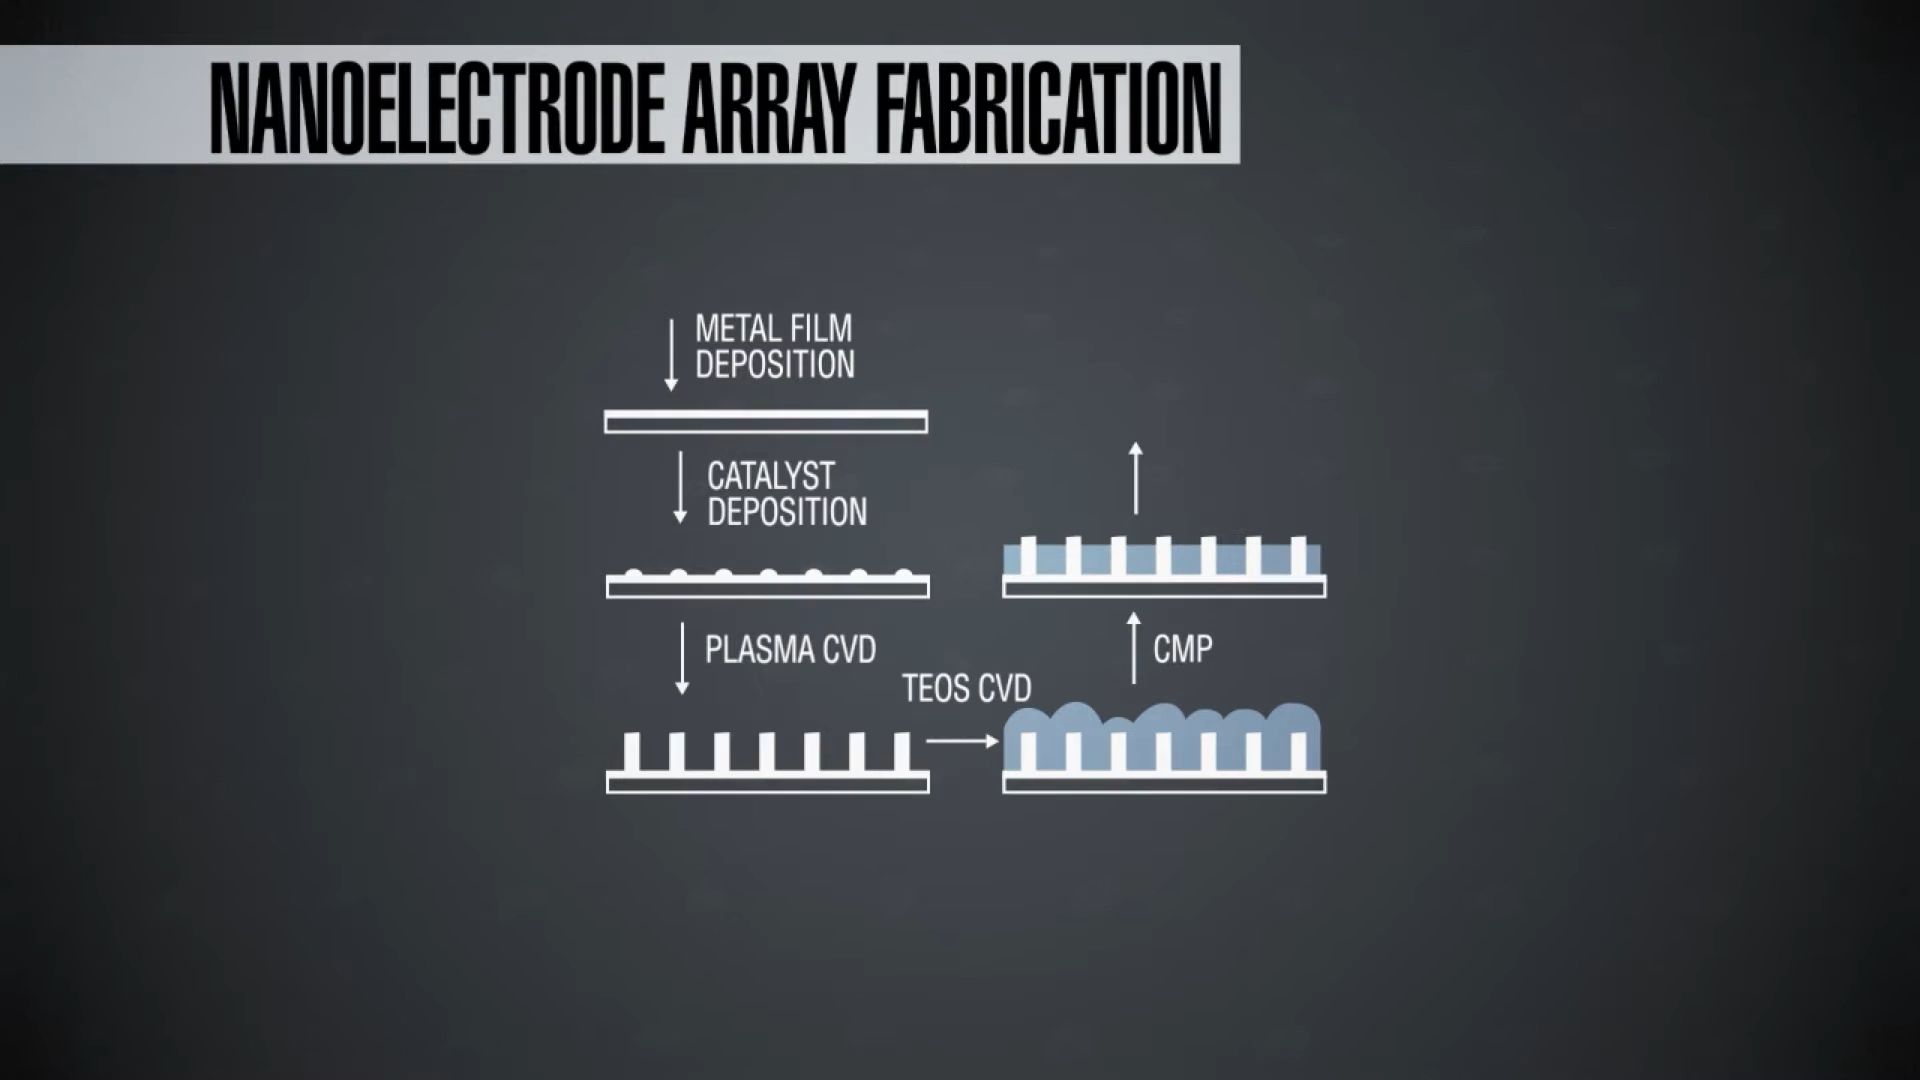 NANOELECTRODE ARRAY FABRICATION
METAL FILM
DEPOSITION
CATALYST
DEPOSITION
PLASMA CVD
TEOS CVD
CMP